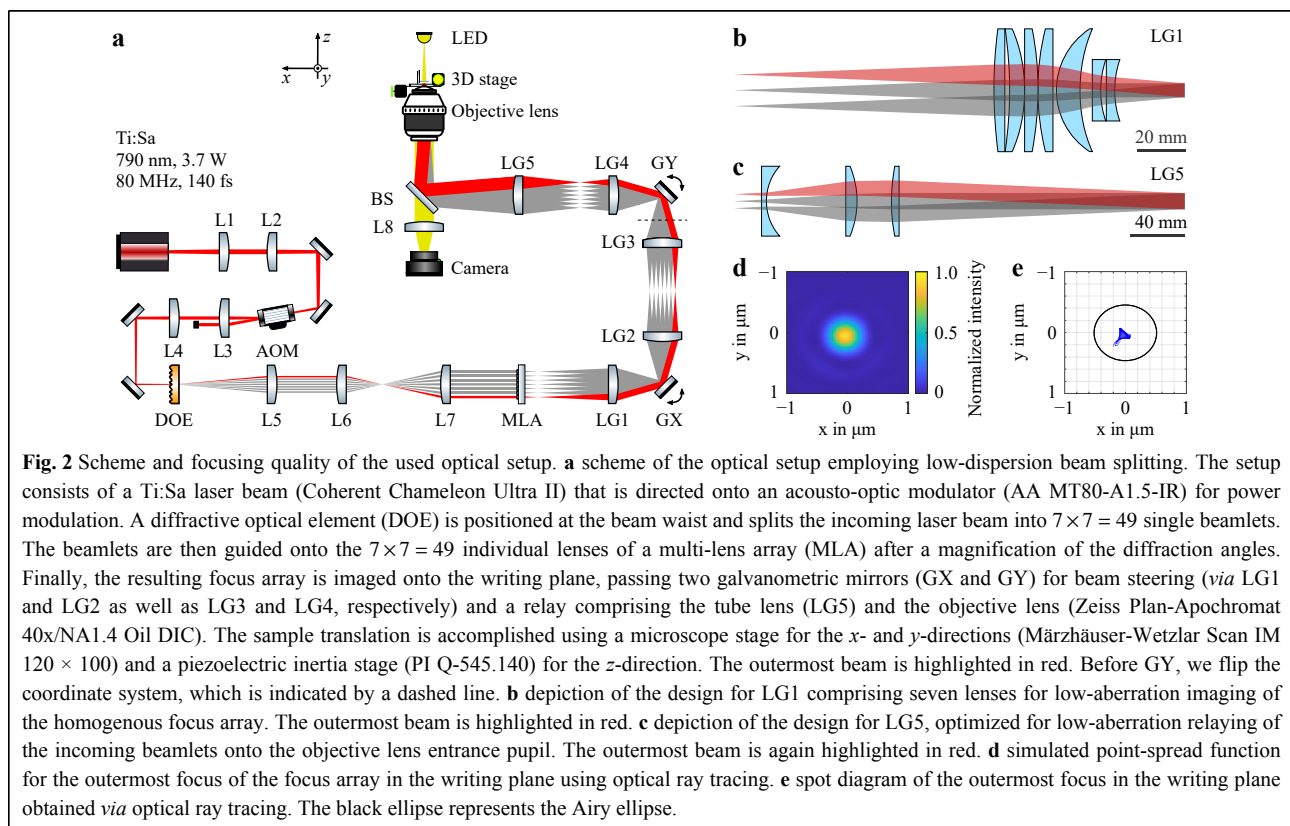 a
z
x
y
LED
3D stage
Objective lens
Ti:Sa
790 nm, 3.7 W
80 MHz, 140 fs
LG5
LG4
GY
BS
L8
LG3
Camera
L1
L2
L4
L3
AOM
LG2
DOE
L5
L6
L7
MLA
LG1
GX
b
LG1
20 mm
c
LG5
40 mm
d
−1
0
1
y in μm
−1
0
1
x in μm
1.0
0.5
0
Normalized intensity
e
−1
0
1
y in μm
−1
0
1
x in μm
Fig. 2 Scheme and focusing quality of the used optical setup. a scheme of the optical setup employing low-dispersion beam splitting. The setup
consists of a Ti:Sa laser beam (Coherent Chameleon Ultra II) that is directed onto an acousto-optic modulator (AA MT80-A1.5-IR) for power
modulation. A diffractive optical element (DOE) is positioned at the beam waist and splits the incoming laser beam into 7 × 7 = 49 single beamlets.
The beamlets are then guided onto the 7 × 7 = 49 individual lenses of a multi-lens array (MLA) after a magnification of the diffraction angles.
Finally, the resulting focus array is imaged onto the writing plane, passing two galvanometric mirrors (GX and GY) for beam steering (via LG1
and LG2 as well as LG3 and LG4, respectively) and a relay comprising the tube lens (LG5) and the objective lens (Zeiss Plan-Apochromat
40x/NA1.4 Oil DIC). The sample translation is accomplished using a microscope stage for the x- and y-directions (Märzhäuser-Wetzlar Scan IM
120 × 100) and a piezoelectric inertia stage (PI Q-545.140) for the z-direction. The outermost beam is highlighted in red. Before GY, we flip the
coordinate system, which is indicated by a dashed line. b depiction of the design for LG1 comprising seven lenses for low-aberration imaging of
the homogenous focus array. The outermost beam is highlighted in red. c depiction of the design for LG5, optimized for low-aberration relaying of
the incoming beamlets onto the objective lens entrance pupil. The outermost beam is again highlighted in red. d simulated point-spread function
for the outermost focus of the focus array in the writing plane using optical ray tracing. e spot diagram of the outermost focus in the writing plane
obtained via optical ray tracing. The black ellipse represents the Airy ellipse.